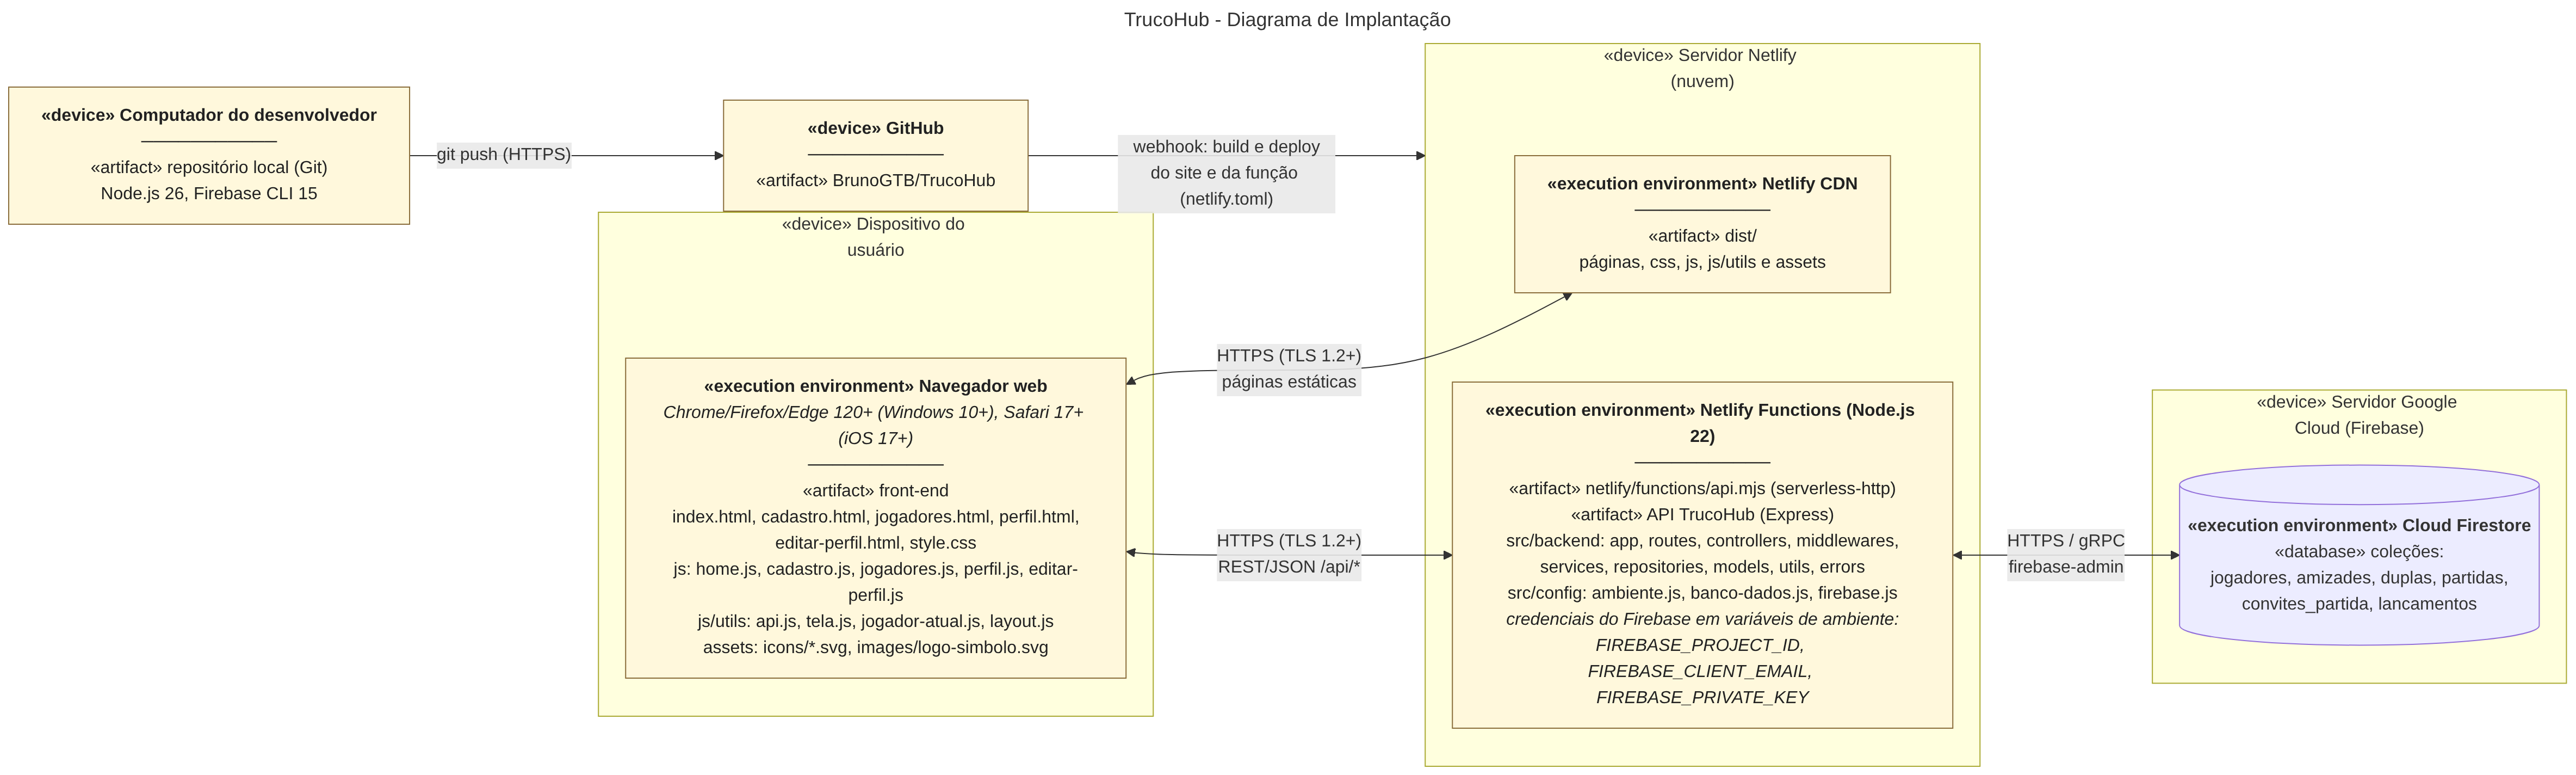 TrucoHub - Diagrama de Implantação
«device» Computador do desenvolvedor
«artifact» repositório local (Git)
Node.js 26, Firebase CLI 15
git push (HTTPS)
«device» GitHub
«artifact» BrunoGTB/TrucoHub
webhook: build e deploy
do site e da função
(netlify.toml)
«device» Servidor Netlify
(nuvem)
«execution environment» Netlify CDN
«artifact» dist/
páginas, css, js, js/utils e assets
«device» Dispositivo do
usuário
«execution environment» Navegador web
Chrome/Firefox/Edge 120+ (Windows 10+), Safari 17+
(iOS 17+)
«artifact» front-end
index.html, cadastro.html, jogadores.html, perfil.html,
editar-perfil.html, style.css
js: home.js, cadastro.js, jogadores.js, perfil.js, editar-
perfil.js
js/utils: api.js, tela.js, jogador-atual.js, layout.js
assets: icons/*.svg, images/logo-simbolo.svg
HTTPS (TLS 1.2+)
páginas estáticas
HTTPS (TLS 1.2+)
REST/JSON /api/*
«execution environment» Netlify Functions (Node.js
22)
«artifact» netlify/functions/api.mjs (serverless-http)
«artifact» API TrucoHub (Express)
src/backend: app, routes, controllers, middlewares,
services, repositories, models, utils, errors
src/config: ambiente.js, banco-dados.js, firebase.js
credenciais do Firebase em variáveis de ambiente:
FIREBASE_PROJECT_ID,
FIREBASE_CLIENT_EMAIL,
FIREBASE_PRIVATE_KEY
HTTPS / gRPC
firebase-admin
«device» Servidor Google
Cloud (Firebase)
«execution environment» Cloud Firestore
«database» coleções:
jogadores, amizades, duplas, partidas,
convites_partida, lancamentos